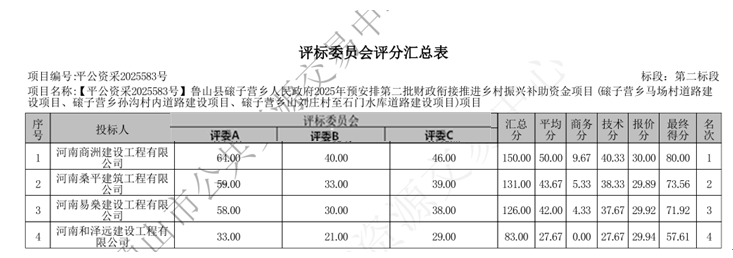 评标委员会评分汇总表
项目编号:平公资采2025583号 标段：第二标段
项目名称:【平公资采2025583号】鲁山县磙子营乡人民政府2025年预安排第二批财政衔接推进乡村振兴补助资金项目(磙子营乡马场村道路建
设项目、磙子营乡孙沟村内道路建设项目、磙子营乡山刘庄村至石门水库道路建设项目)项目
序号 投标人 评标委员会 汇总分 平均分 商务分 技术分 报价分 最终得分 名次
评委A 评委B 评委C
1 河南商洲建设工程有限公司 64.00 40.00 46.00 150.00 50.00 9.67 40.33 30.00 80.00 1
2 河南桑平建筑工程有限公司 59.00 33.00 39.00 131.00 43.67 5.33 38.33 29.89 73.56 2
3 河南易燊建设工程有限公司 58.00 30.00 38.00 126.00 42.00 4.33 37.67 29.92 71.92 3
4 河南和泽远建设工程有限公司 33.00 21.00 29.00 83.00 27.67 0.00 27.67 29.94 57.61 4